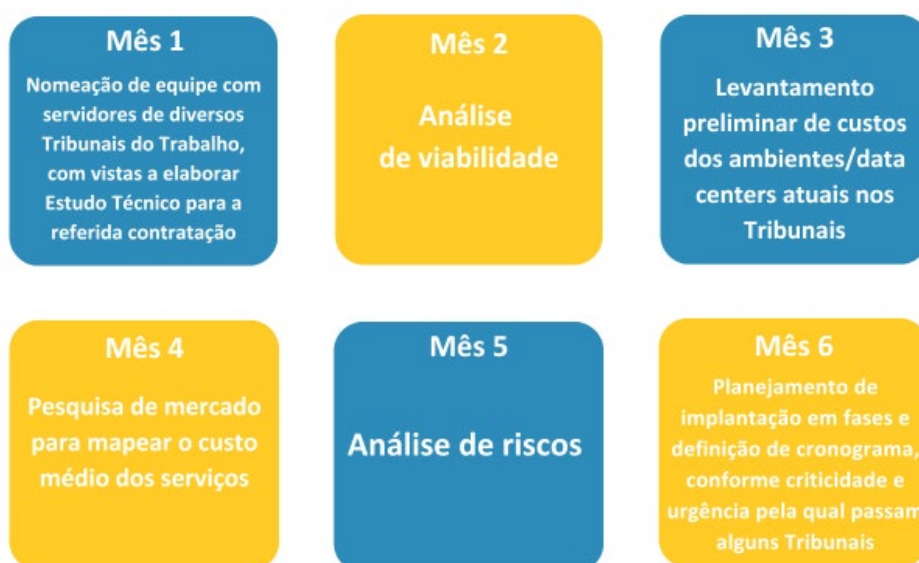 Mês 1
Nomeação de equipe com
servidores de diversos
Tribunais do Trabalho,
com vistas a elaborar
Estudo Técnico para a
referida contratação
Mês 2
Análise
de viabilidade
Mês 3
Levantamento
preliminar de custos
dos ambientes/data
centers atuais nos
Tribunais
Mês 4
Pesquisa de mercado
para mapear o custo
médio dos serviços
Mês 5
Análise de riscos
Mês 6
Planejamento de
implantação em fases e
definição de cronograma,
conforme criticidade e
urgência pela qual passam
alguns Tribunais